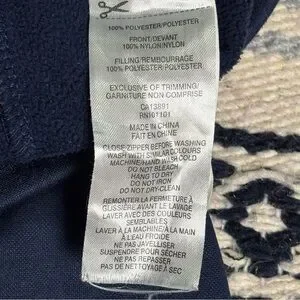 100% POLYESTER/POLYESTER
FRONT/DEVANT
100% NYLON/NYLON
FILLING/REMBOURRAGE
100% POLYESTER/POLYESTER
EXCLUSIVE OF TRIMMING/
GARNITURE NON COMPRISE
CA13891
RN101101
MADE IN CHINA
FAIT EN CHINE
CLOSE ZIPPER BEFORE WASHING
WASH WITH SIMILAR COLOURS
MACHINE/HAND WASH COLD
DO NOT BLEACH
HANG TO DRY
DO NOT IRON
DO NOT DRY-CLEAN
REMONTER LA FERMETURE À
GLISSIÈRE AVANT LE LAVAGE
LAVER AVEC DES COULEURS
SEMBLABLES
LAVER À LA MACHINE/A LA MAIN
À L'EAU FROIDE
NE PAS JAVELLISER
SUSPENDRE POUR SÉCHER
NE PAS REPASSER
PAS DE NETTOYAGE À SEC